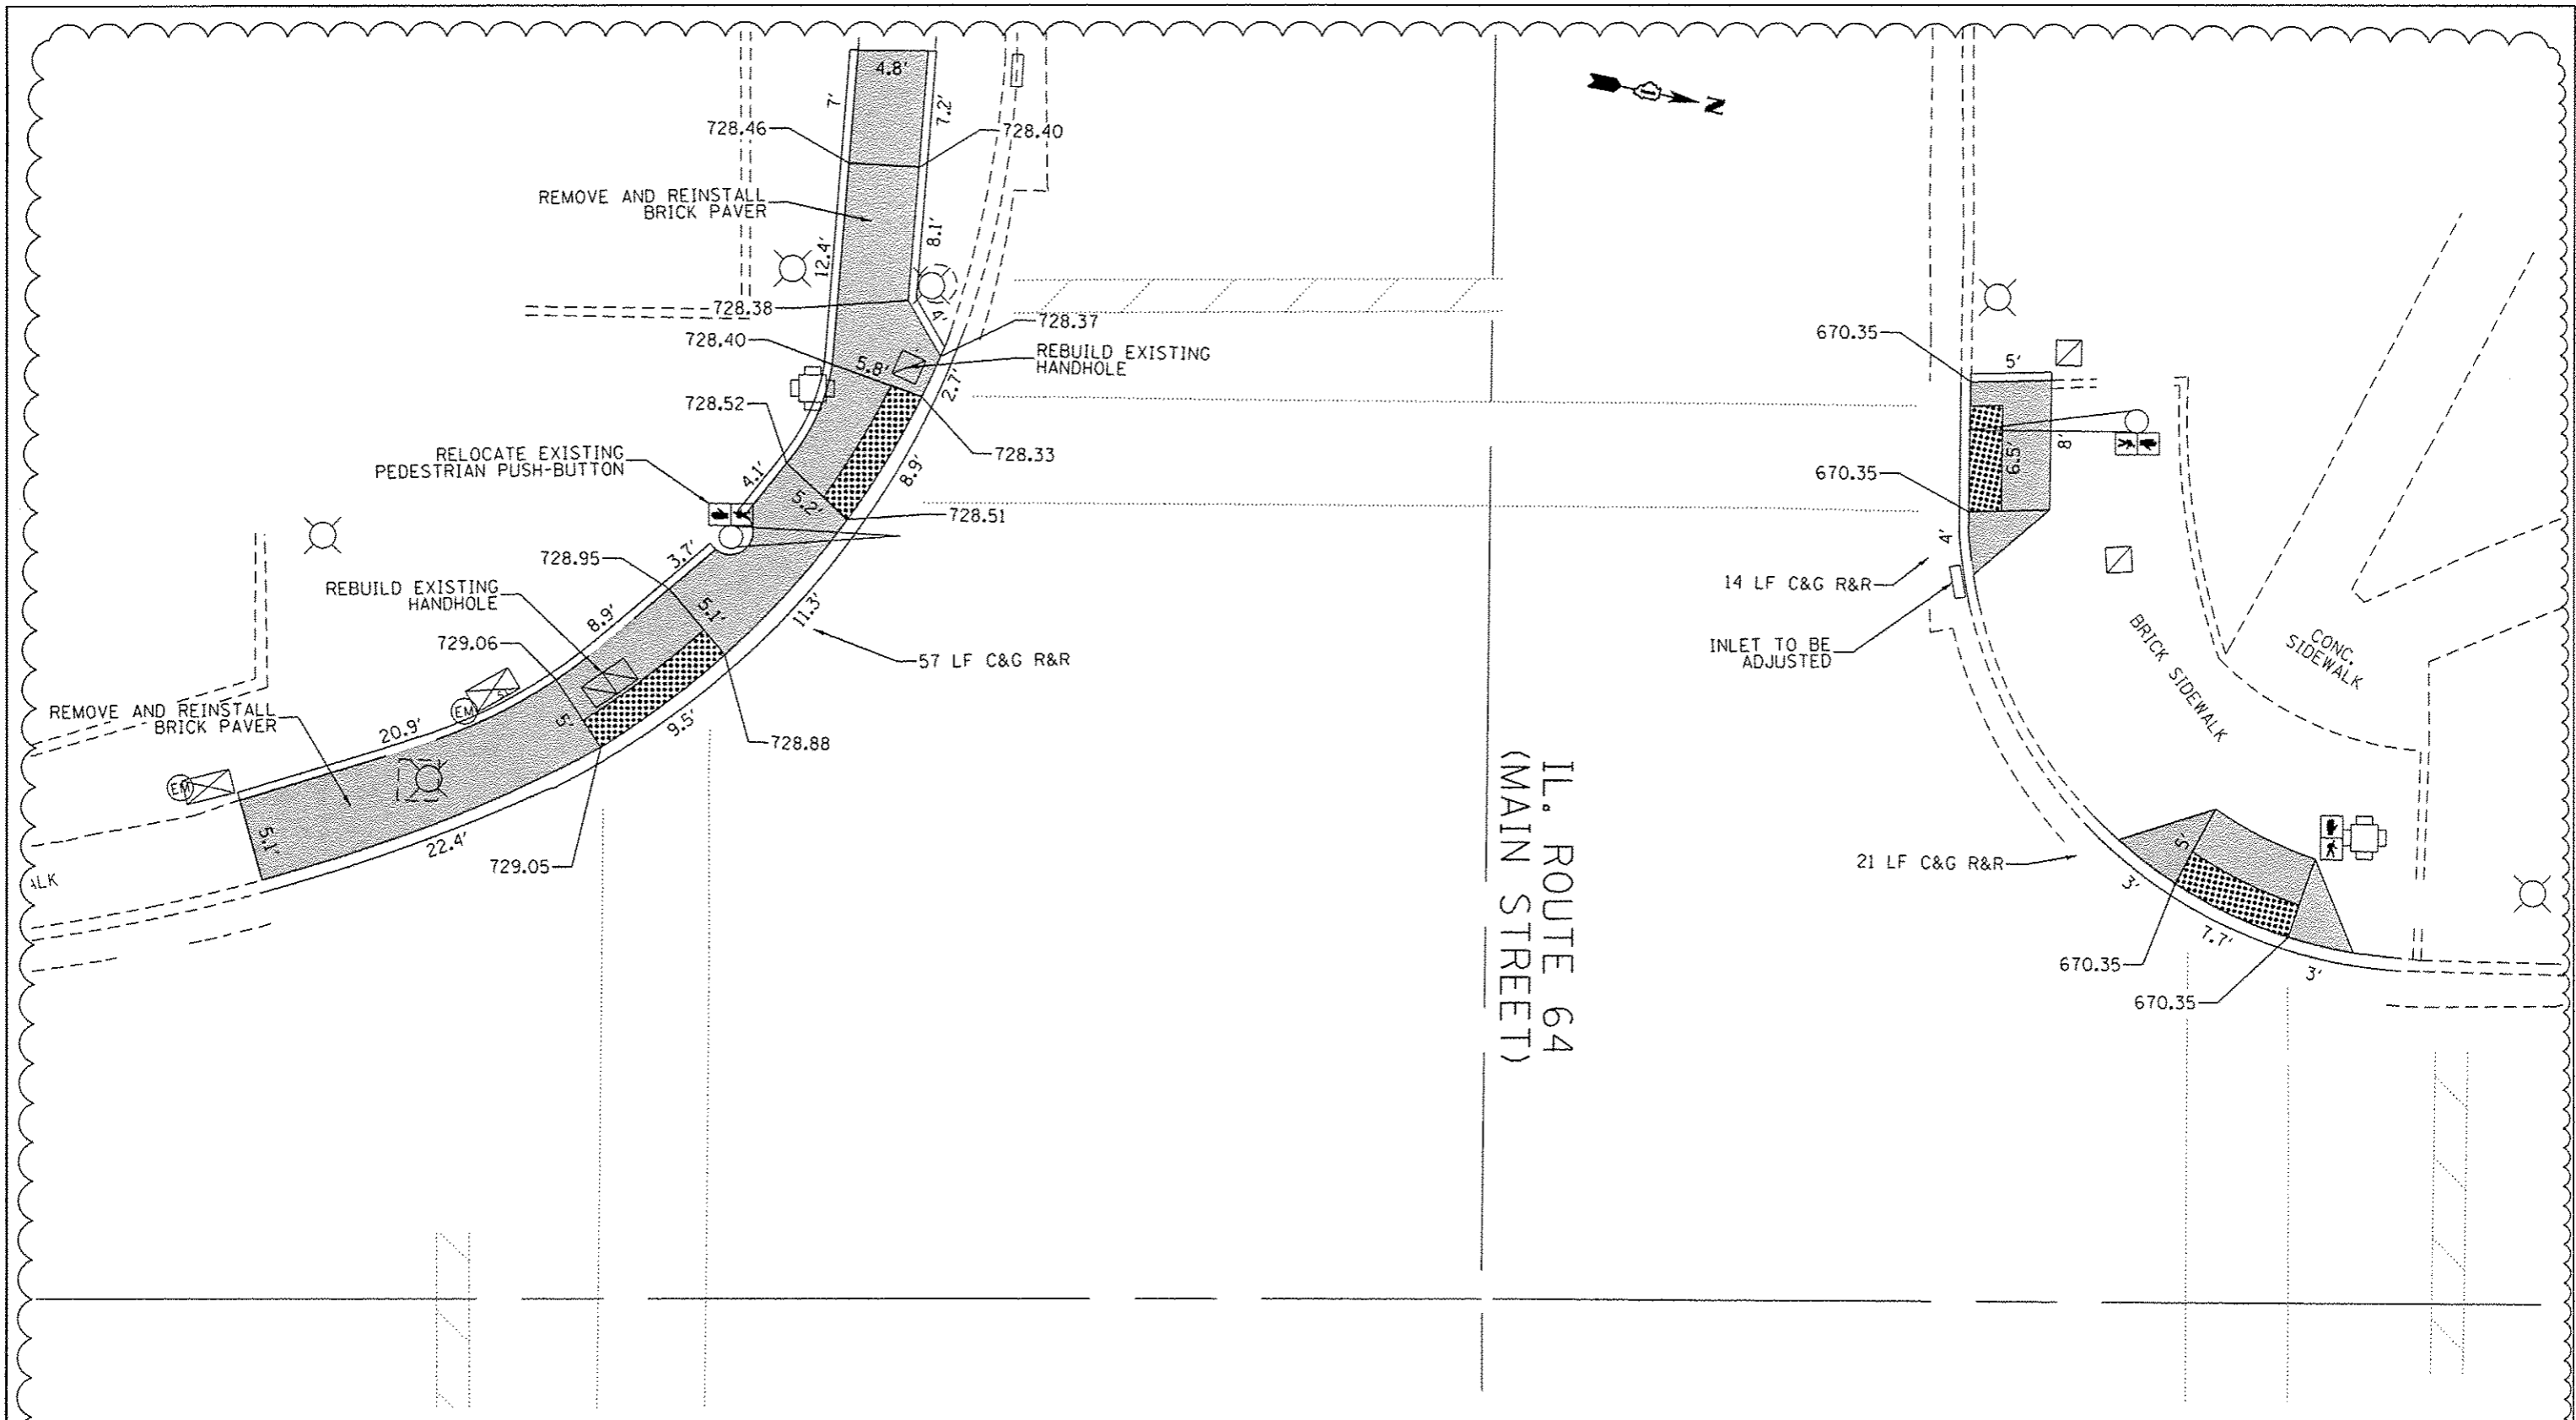 4.8'
7'
7.2'
728.46
728.40
REMOVE AND REINSTALL
BRICK PAVER
12.4'
8.1'
728.38
4'
728.37
728.40
REBUILD EXISTING
HANDHOLE
5.8'
2.7'
728.52
728.33
RELOCATE EXISTING
PEDESTRIAN PUSH-BUTTON
4.1'
8.9'
5.2'
728.51
3.7'
728.95
REBUILD EXISTING
HANDHOLE
8.9'
5.1'
11.3'
57 LF C&G R&R
729.06
EM
5'
9.5'
728.88
REMOVE AND REINSTALL
BRICK PAVER
20.9'
EM
5.1'
22.4'
729.05
ALK
N
IL. ROUTE 64
(MAIN STREET)
670.35
5'
6.5'
8'
670.35
4'
14 LF C&G R&R
INLET TO BE
ADJUSTED
BRICK SIDEWALK
CONC.
SIDEWALK
21 LF C&G R&R
5'
3'
7.7'
3'
670.35
670.35